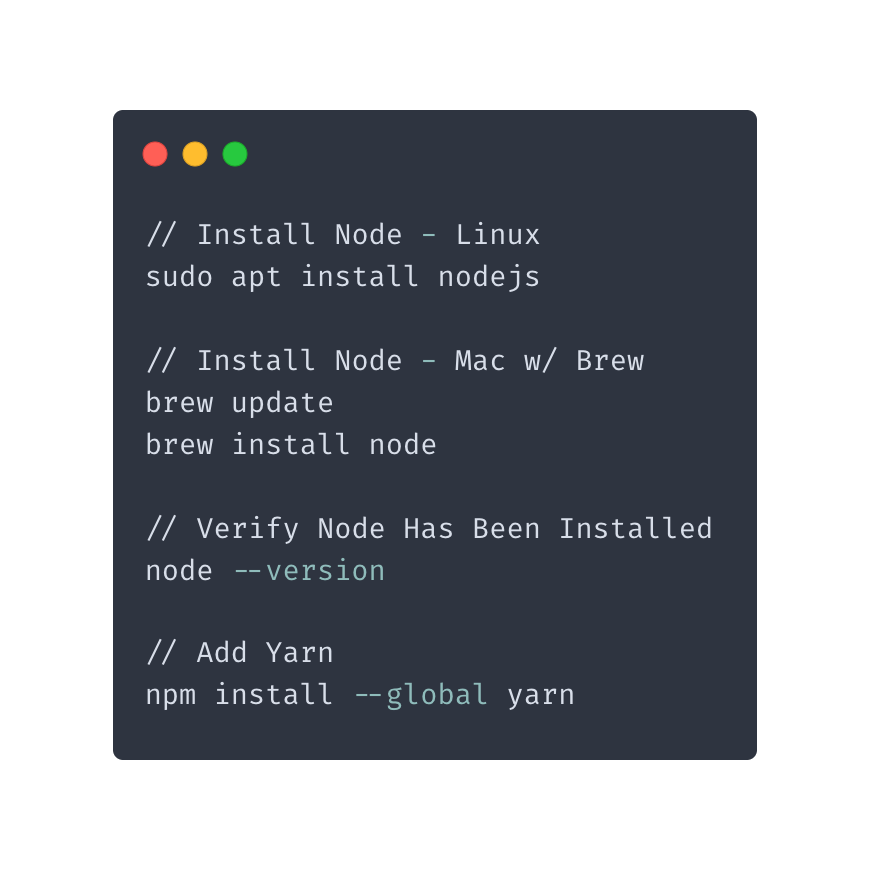 // Install Node - Linux
sudo apt install nodejs
// Install Node - Mac w/ Brew
brew update
brew install node
// Verify Node Has Been Installed
node --version
// Add Yarn
npm install --global yarn